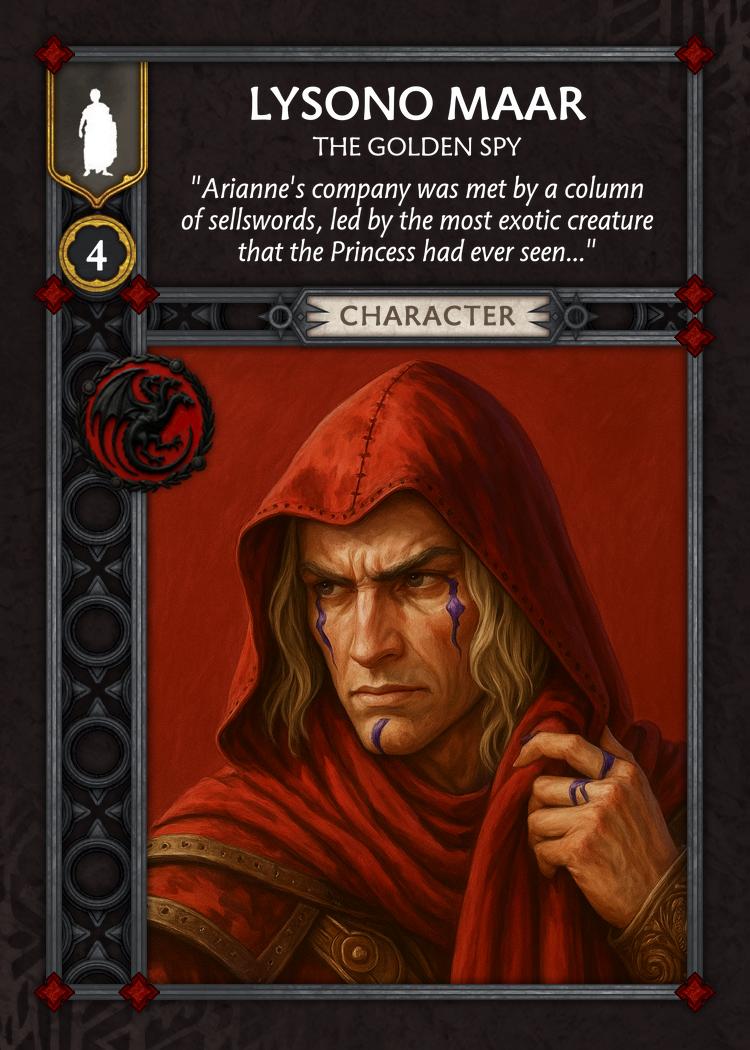 LYSONO MAAR
THE GOLDEN SPY
"Arianne's company was met by a column
of sellswords, led by the most exotic creature
that the Princess had ever seen..."
4
CHARACTER